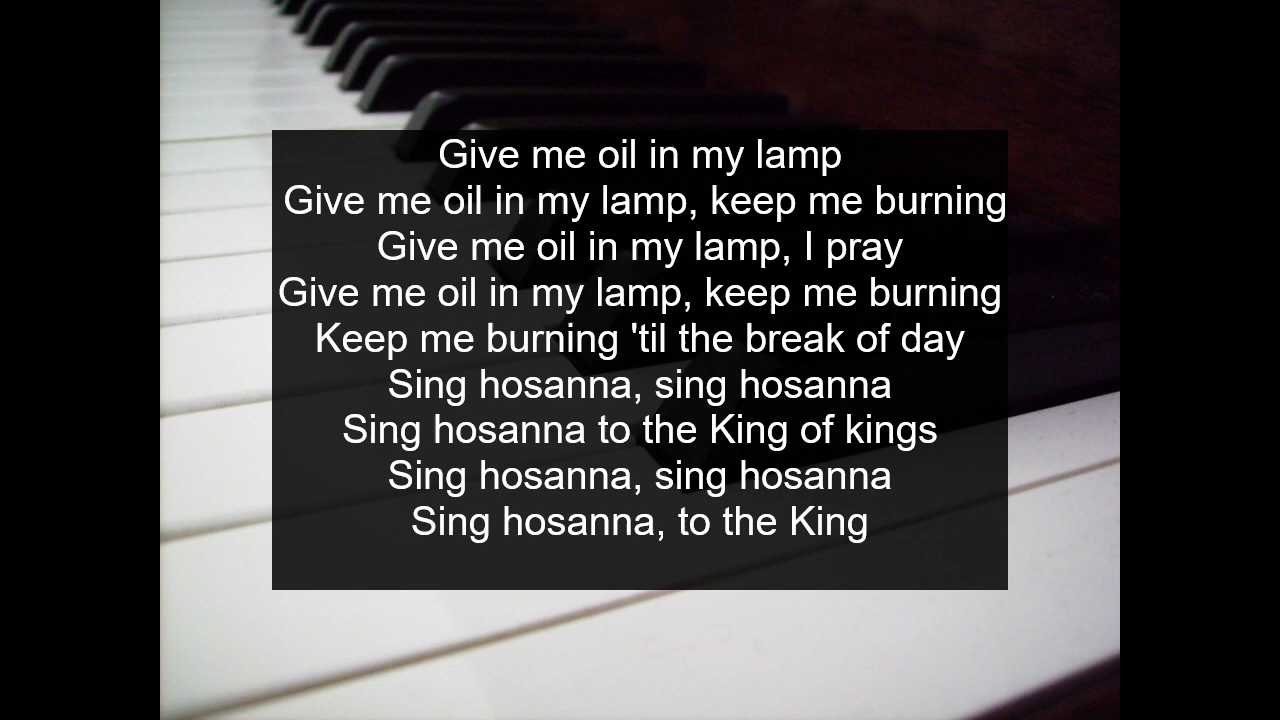 Give me oil in my lamp
Give me oil in my lamp, keep me burning
Give me oil in my lamp, I pray
Give me oil in my lamp, keep me burning
Keep me burning 'til the break of day
Sing hosanna, sing hosanna
Sing hosanna to the King of kings
Sing hosanna, sing hosanna
Sing hosanna, to the King